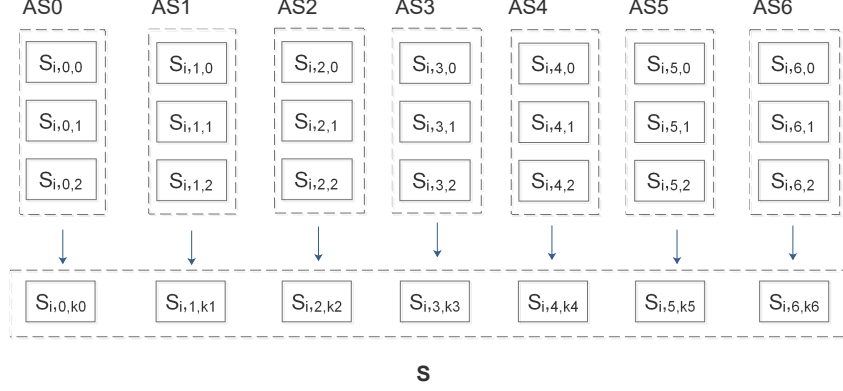 AS0 AS1 AS2 AS3 AS4 AS5 AS6
Si,0,0 Si,1,0 Si,2,0 Si,3,0 Si,4,0 Si,5,0 Si,6,0
Si,0,1 Si,1,1 Si,2,1 Si,3,1 Si,4,1 Si,5,1 Si,6,1
Si,0,2 Si,1,2 Si,2,2 Si,3,2 Si,4,2 Si,5,2 Si,6,2
Si,0,k0 Si,1,k1 Si,2,k2 Si,3,k3 Si,4,k4 Si,5,k5 Si,6,k6
S